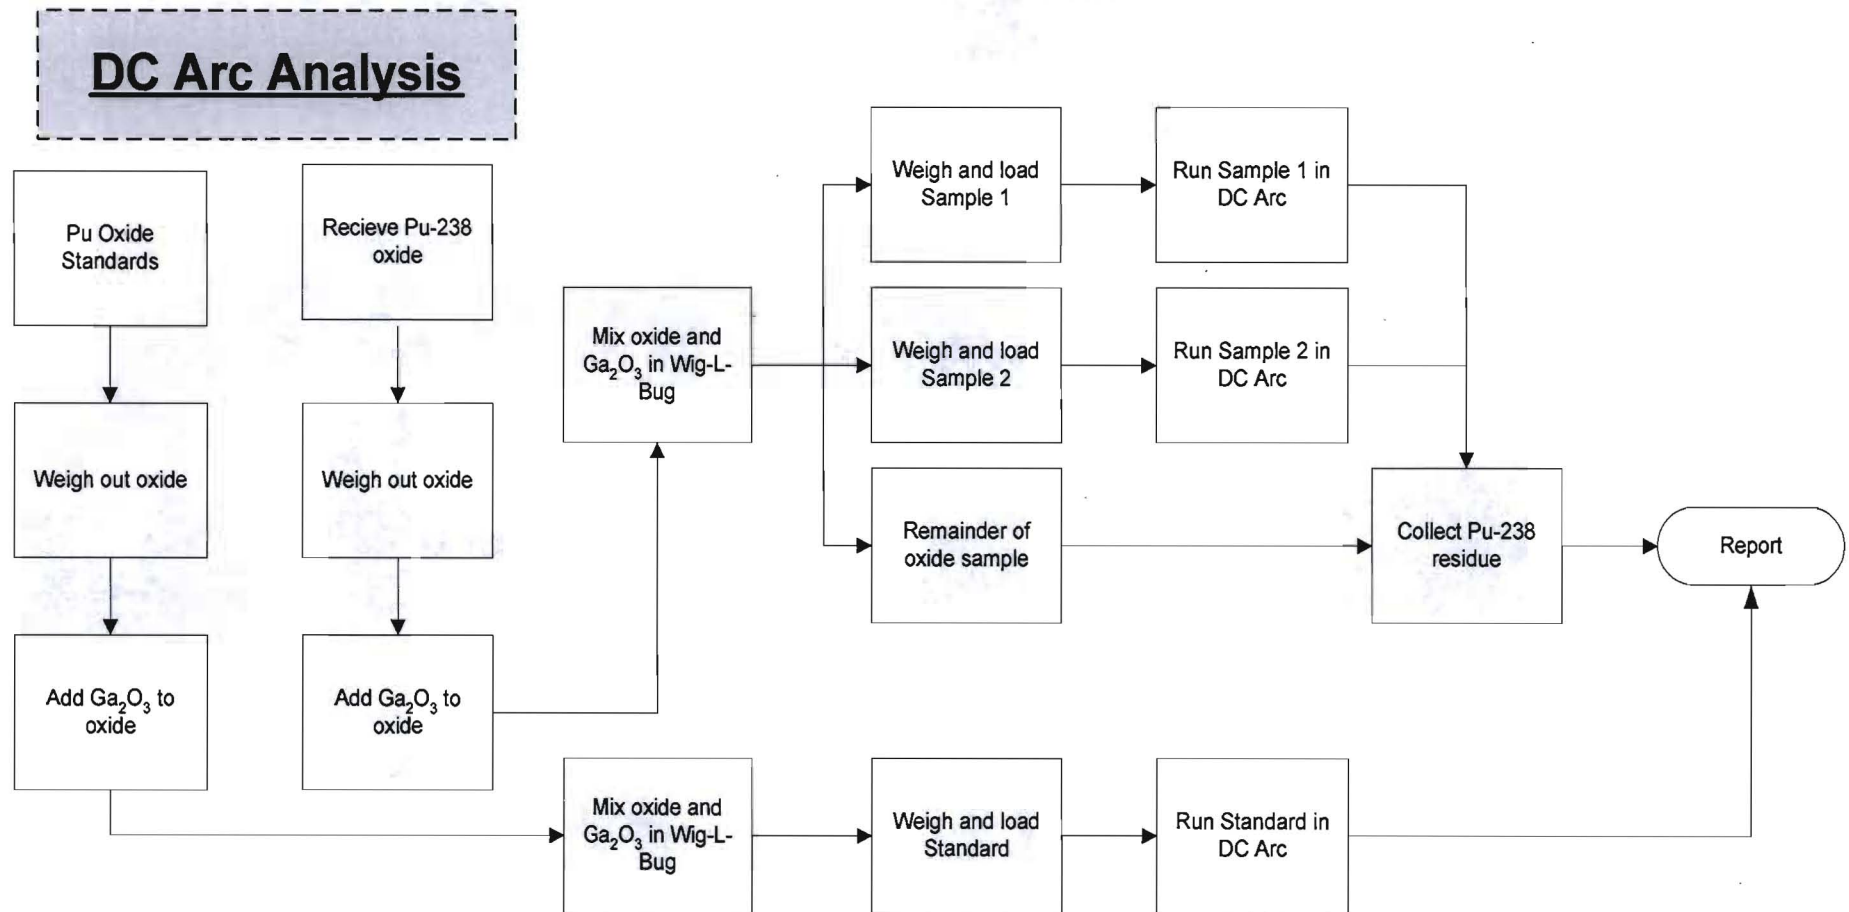 DC Arc Analysis
Pu Oxide
Standards
Weigh out oxide
Add Ga₂O₃ to
oxide
Recieve Pu-238
oxide
Weigh out oxide
Add Ga₂O₃ to
oxide
Mix oxide and
Ga₂O₃ in Wig-L-
Bug
Weigh and load
Sample 1
Run Sample 1 in
DC Arc
Weigh and load
Sample 2
Run Sample 2 in
DC Arc
Remainder of
oxide sample
Collect Pu-238
residue
Report
Mix oxide and
Ga₂O₃ in Wig-L-
Bug
Weigh and load
Standard
Run Standard in
DC Arc